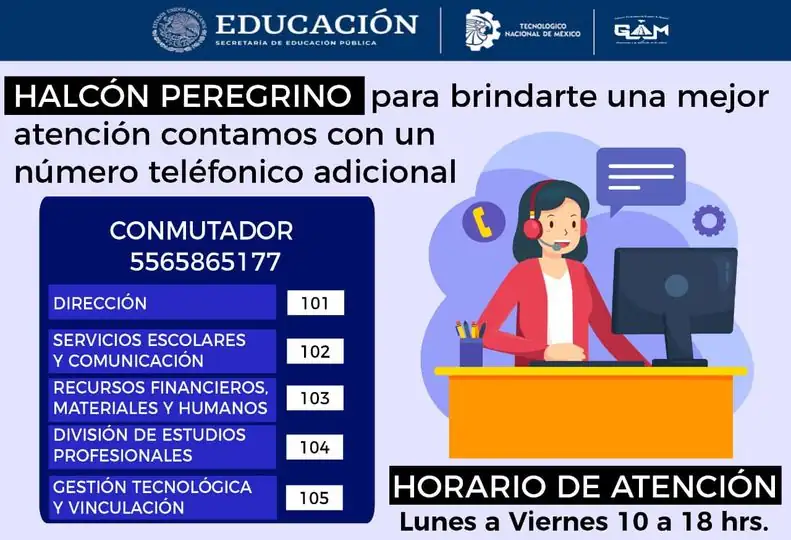 EDUCACIÓN
SECRETARÍA DE EDUCACIÓN PÚBLICA
TECNOLÓGICO
NACIONAL DE MÉXICO
HALCÓN PEREGRINO para brindarte una mejor
atención contamos con un
número teléfonico adicional
CONMUTADOR
5565865177
DIRECCIÓN 101
SERVICIOS ESCOLARES
Y COMUNICACIÓN 102
RECURSOS FINANCIEROS,
MATERIALES Y HUMANOS 103
DIVISIÓN DE ESTUDIOS
PROFESIONALES 104
GESTIÓN TECNOLÓGICA
Y VINCULACIÓN 105
HORARIO DE ATENCIÓN
Lunes a Viernes 10 a 18 hrs.